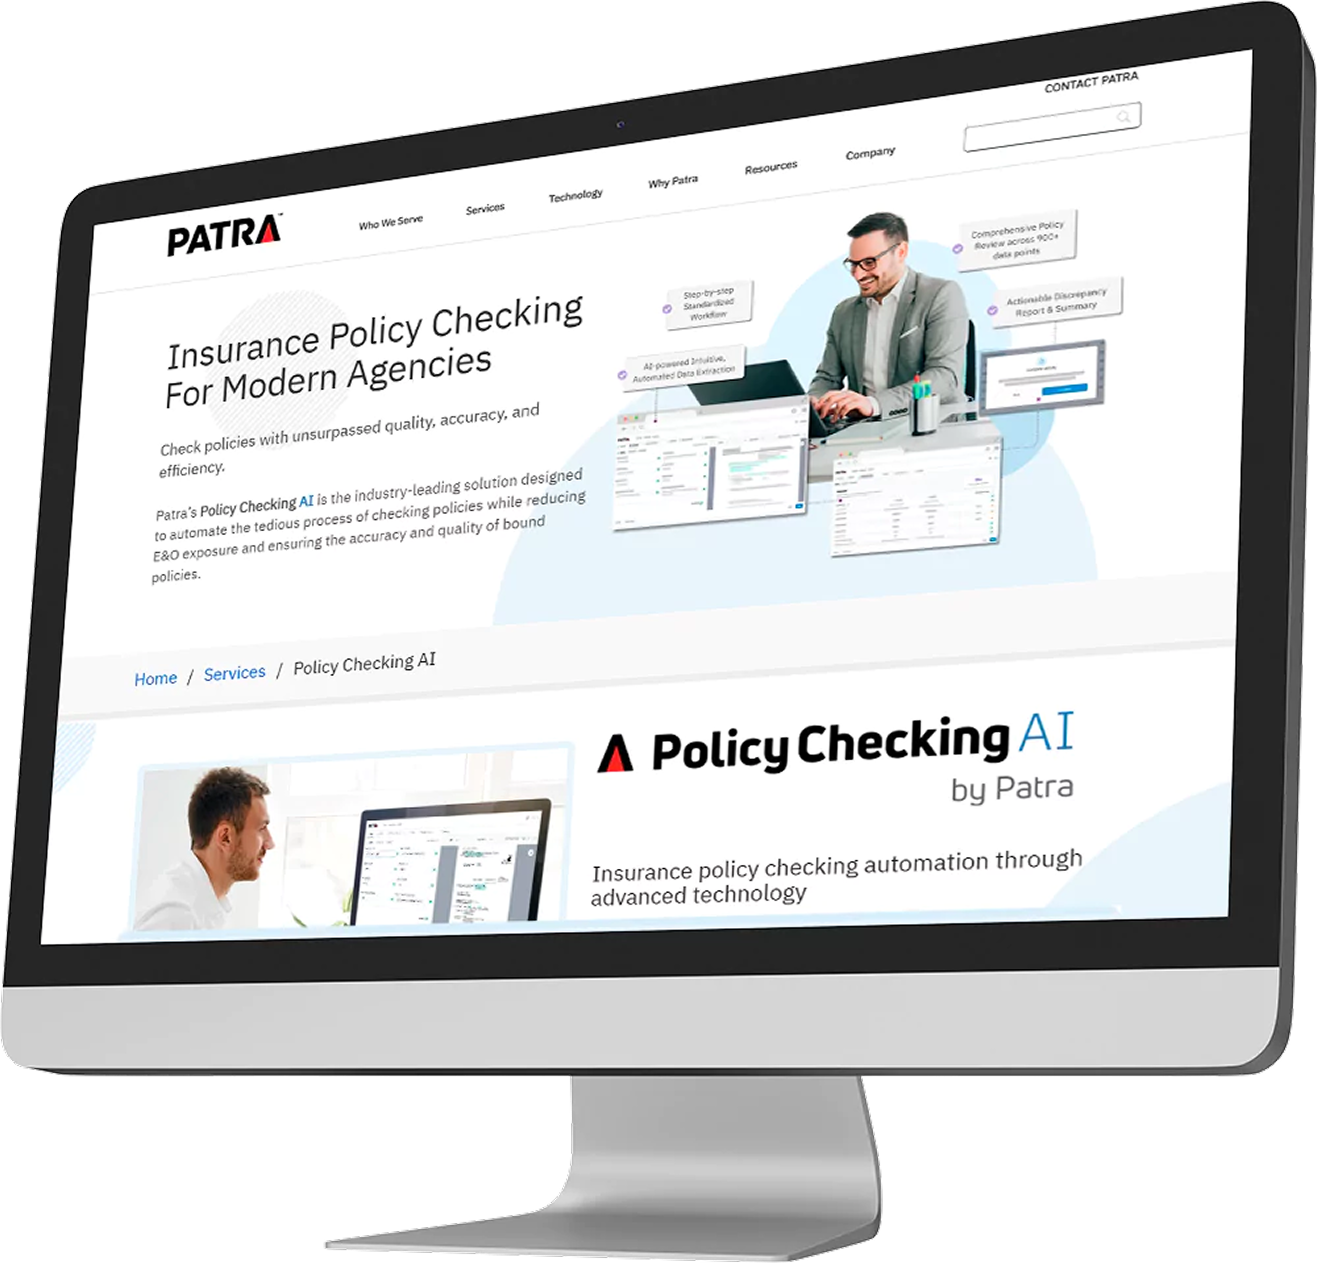 CONTACT PATRA
PATRA™
Who We Serve
Services
Technology
Why Patra
Resources
Company
Insurance Policy Checking
For Modern Agencies
Check policies with unsurpassed quality, accuracy, and
efficiency.
Patra's Policy Checking AI is the industry-leading solution designed
to automate the tedious process of checking policies while reducing
E&O exposure and ensuring the accuracy and quality of bound
policies.
Step-by-step
Standardized
Workflow
AI-powered Intuitive,
Automated Data Extraction
Comprehensive Policy
Review across 900+
data points
Actionable Discrepancy
Report & Summary
Home / Services / Policy Checking AI
Policy Checking AI
by Patra
Insurance policy checking automation through
advanced technology